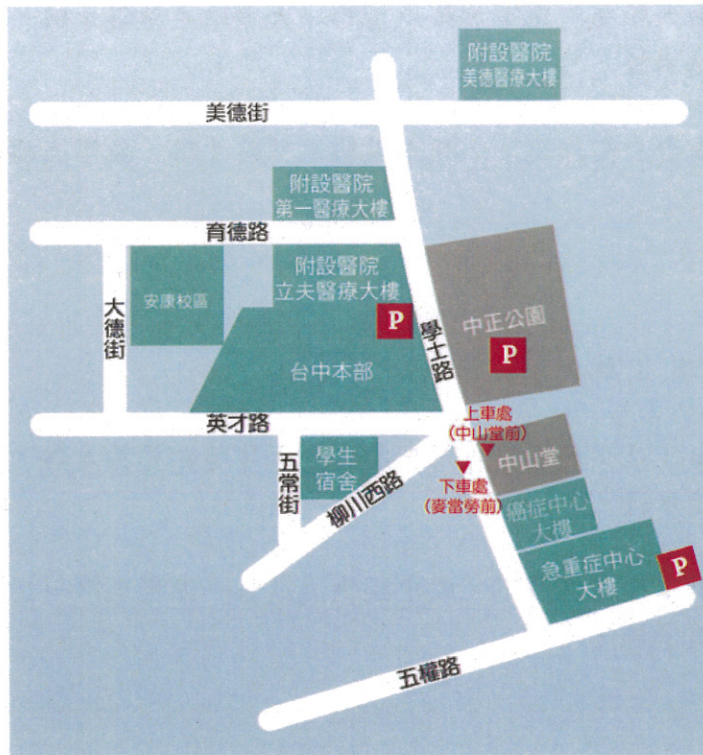 附設醫院
美德醫療大樓
美德街
附設醫院
第一醫療大樓
育德路
附設醫院
立夫醫療大樓
安康校區
大德街
P
中正公園
P
學士路
台中本部
上車處
(中山堂前)
英才路
五常街
學生
宿舍
中山堂
下車處
(麥當勞前)
柳川西路
癌症中心
大樓
急重症中心
大樓
P
五權路